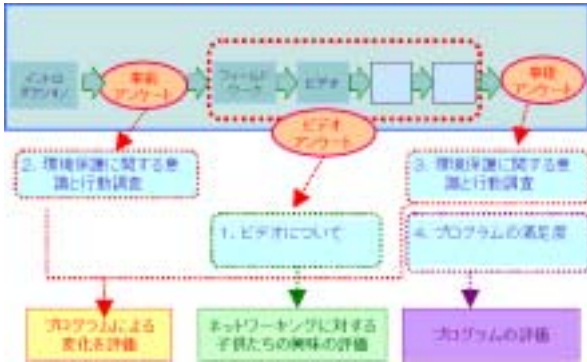 イントロ
ダクション
事前
アンケート
フィールド
ワーク
ビデオ
事後
アンケート
ビデオ
アンケート
2. 環境保護に関する意
識と行動調査
3. 環境保護に関する意
識と行動調査
1. ビデオについて
4. プログラムの満足度
プログラムによる
変化を評価
ネットワーキングに対する
子供たちの興味の評価
プログラムの評価